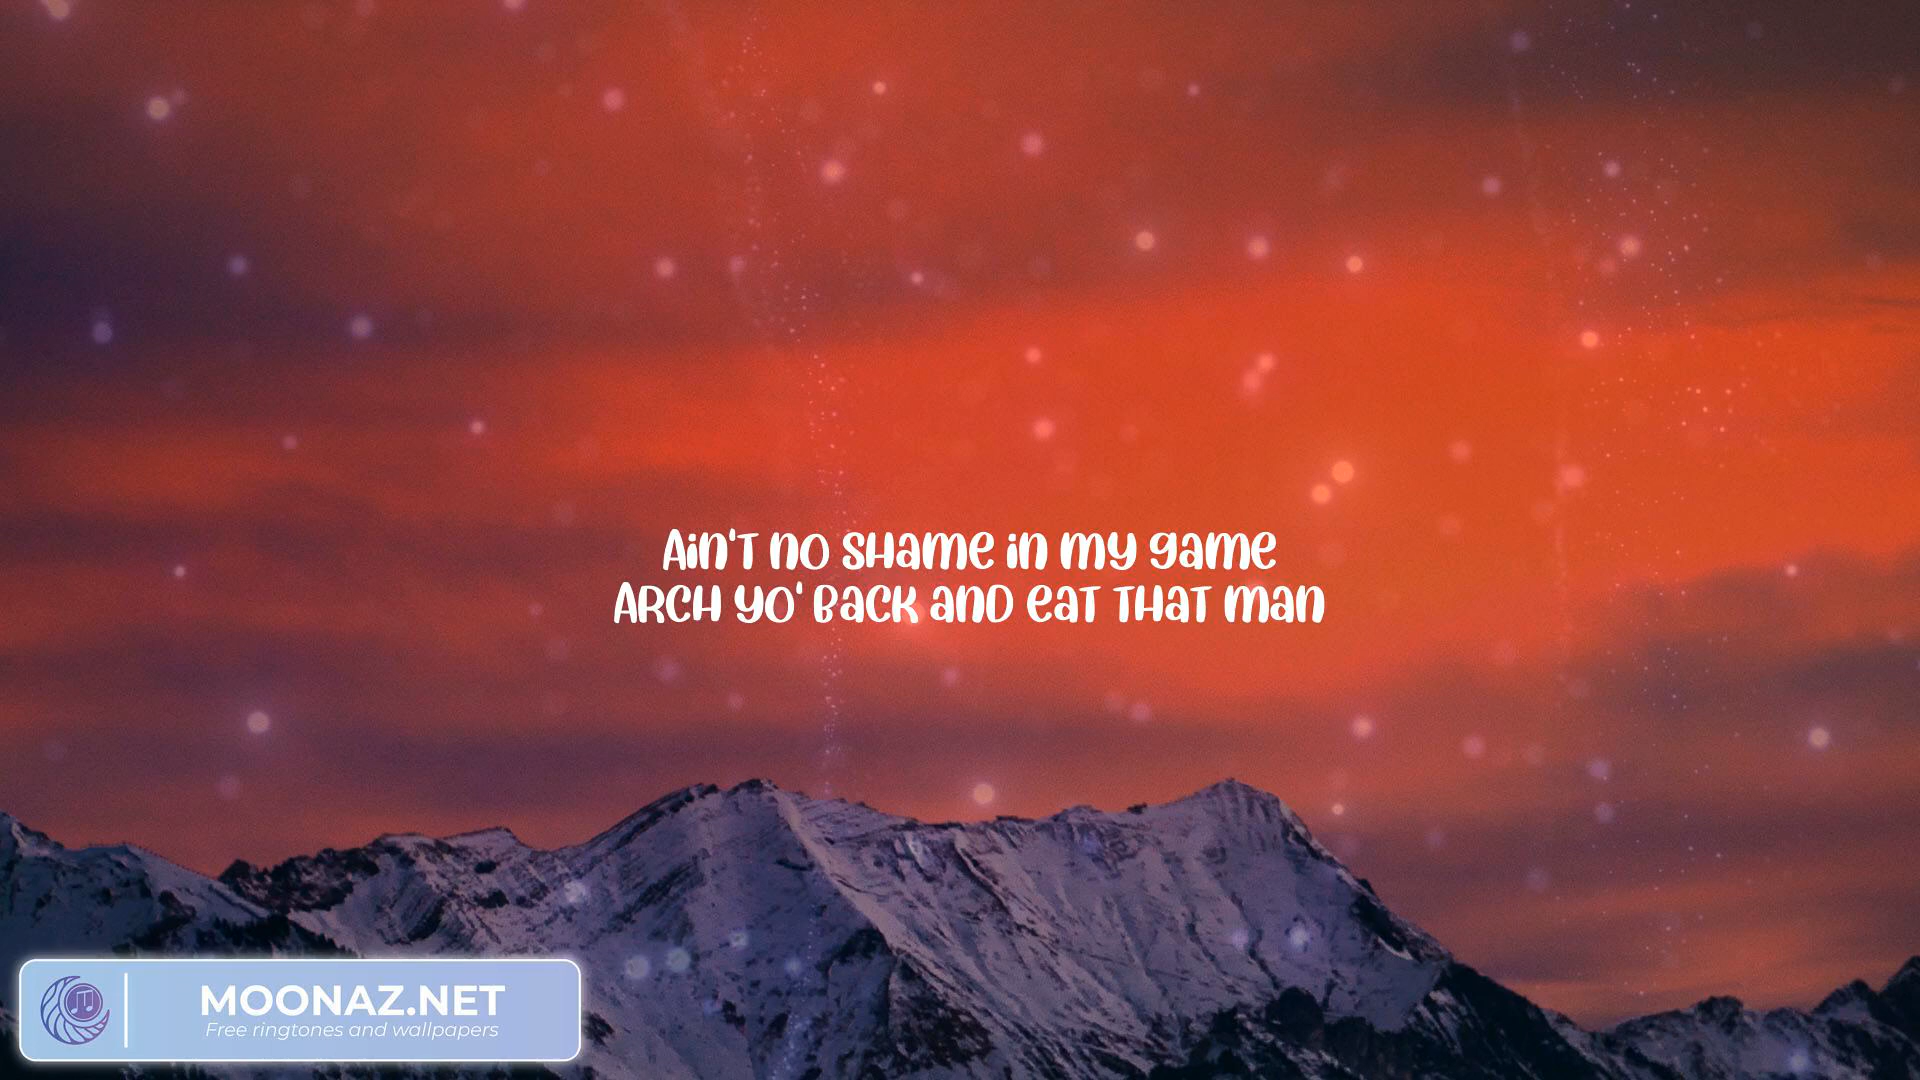 Ain't no shame in my game
Arch yo' back and eat that man
MOONAZ.NET
Free ringtones and wallpapers